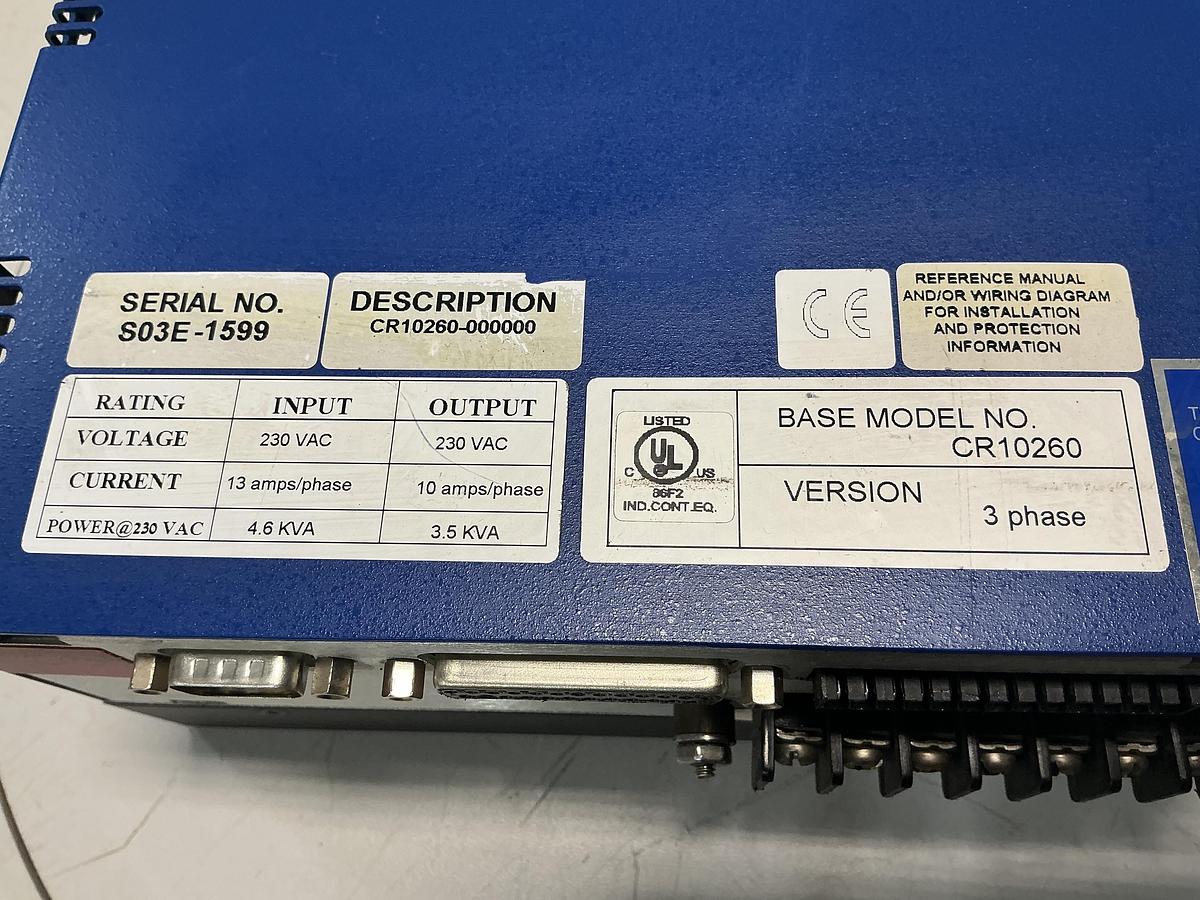 SERIAL NO.
S03E-1599
DESCRIPTION
CR10260-000000
CE
REFERENCE MANUAL
AND/OR WIRING DIAGRAM
FOR INSTALLATION
AND PROTECTION
INFORMATION
RATING INPUT OUTPUT
VOLTAGE 230 VAC 230 VAC
CURRENT 13 amps/phase 10 amps/phase
POWER@230 VAC 4.6 KVA 3.5 KVA
LISTED
UL
C US
86F2
IND.CONT.EQ.
BASE MODEL NO.
CR10260
VERSION
3 phase